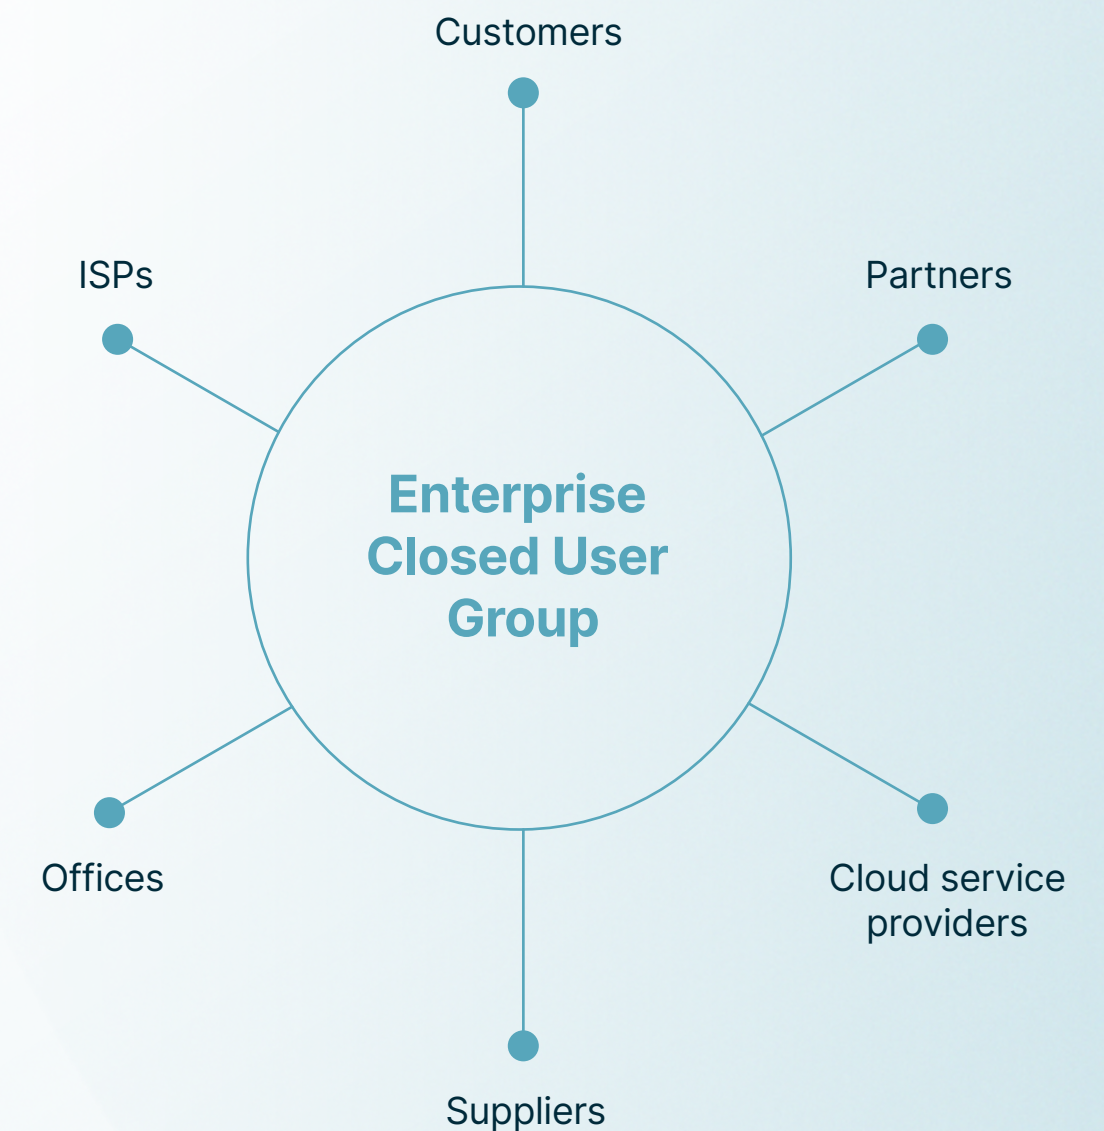 Customers
ISPs
Partners
Enterprise
Closed User
Group
Offices
Cloud service
providers
Suppliers